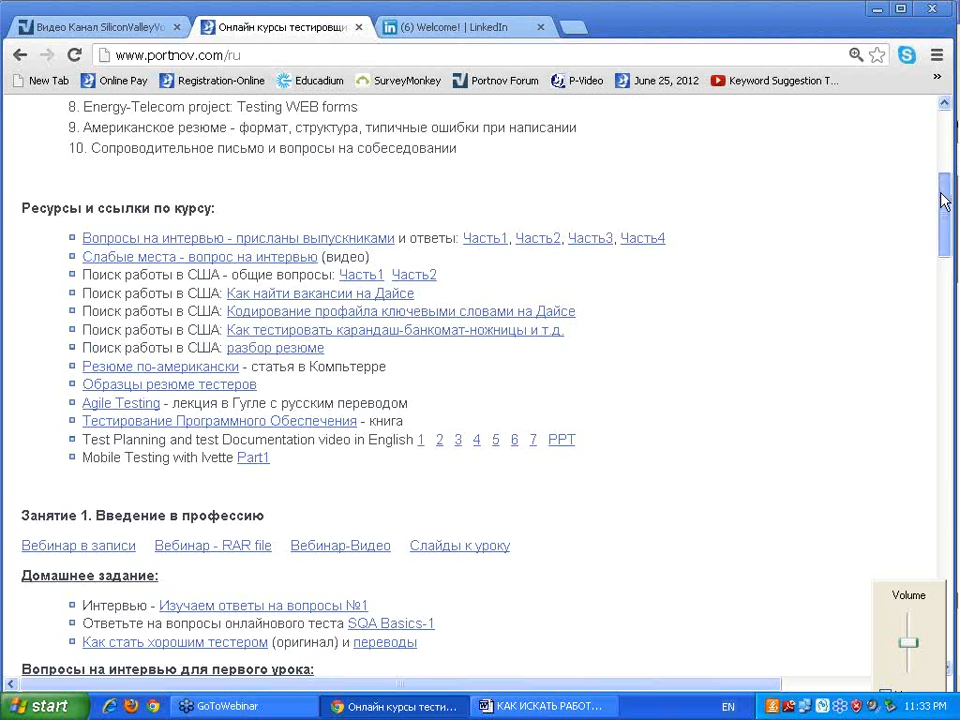 Видео Канал SiliconValleyVo
Онлайн курсы тестировщи
(6) Welcome! | LinkedIn
www.portnov.com/ru
New Tab
Online Pay
Registration-Online
Educadium
SurveyMonkey
Portnov Forum
P-Video
June 25, 2012
Keyword Suggestion T...
»
8. Energy-Telecom project: Testing WEB forms
9. Американское резюме - формат, структура, типичные ошибки при написании
10. Сопроводительное письмо и вопросы на собеседовании
Ресурсы и ссылки по курсу:
Вопросы на интервью - присланы выпускниками и ответы: Часть1, Часть2, Часть3, Часть4
Слабые места - вопрос на интервью (видео)
Поиск работы в США - общие вопросы: Часть1 Часть2
Поиск работы в США: Как найти вакансии на Дайсе
Поиск работы в США: Кодирование профайла ключевыми словами на Дайсе
Поиск работы в США: Как тестировать карандаш-банкомат-ножницы и т.д.
Поиск работы в США: разбор резюме
Резюме по-американски - статья в Компьтерре
Образцы резюме тестеров
Agile Testing - лекция в Гугле с русским переводом
Тестирование Программного Обеспечения - книга
Test Planning and test Documentation video in English 1 2 3 4 5 6 7 PPT
Mobile Testing with Ivette Part1
Занятие 1. Введение в профессию
Вебинар в записи Вебинар - RAR file Вебинар-Видео Слайды к уроку
Домашнее задание:
Интервью - Изучаем ответы на вопросы №1
Ответьте на вопросы онлайнового теста SQA Basics-1
Как стать хорошим тестером (оригинал) и переводы
Вопросы на интервью для первого урока:
Volume
start
GoToWebinar
Онлайн курсы тести...
КАК ИСКАТЬ РАБОТ...
EN
11:33 PM